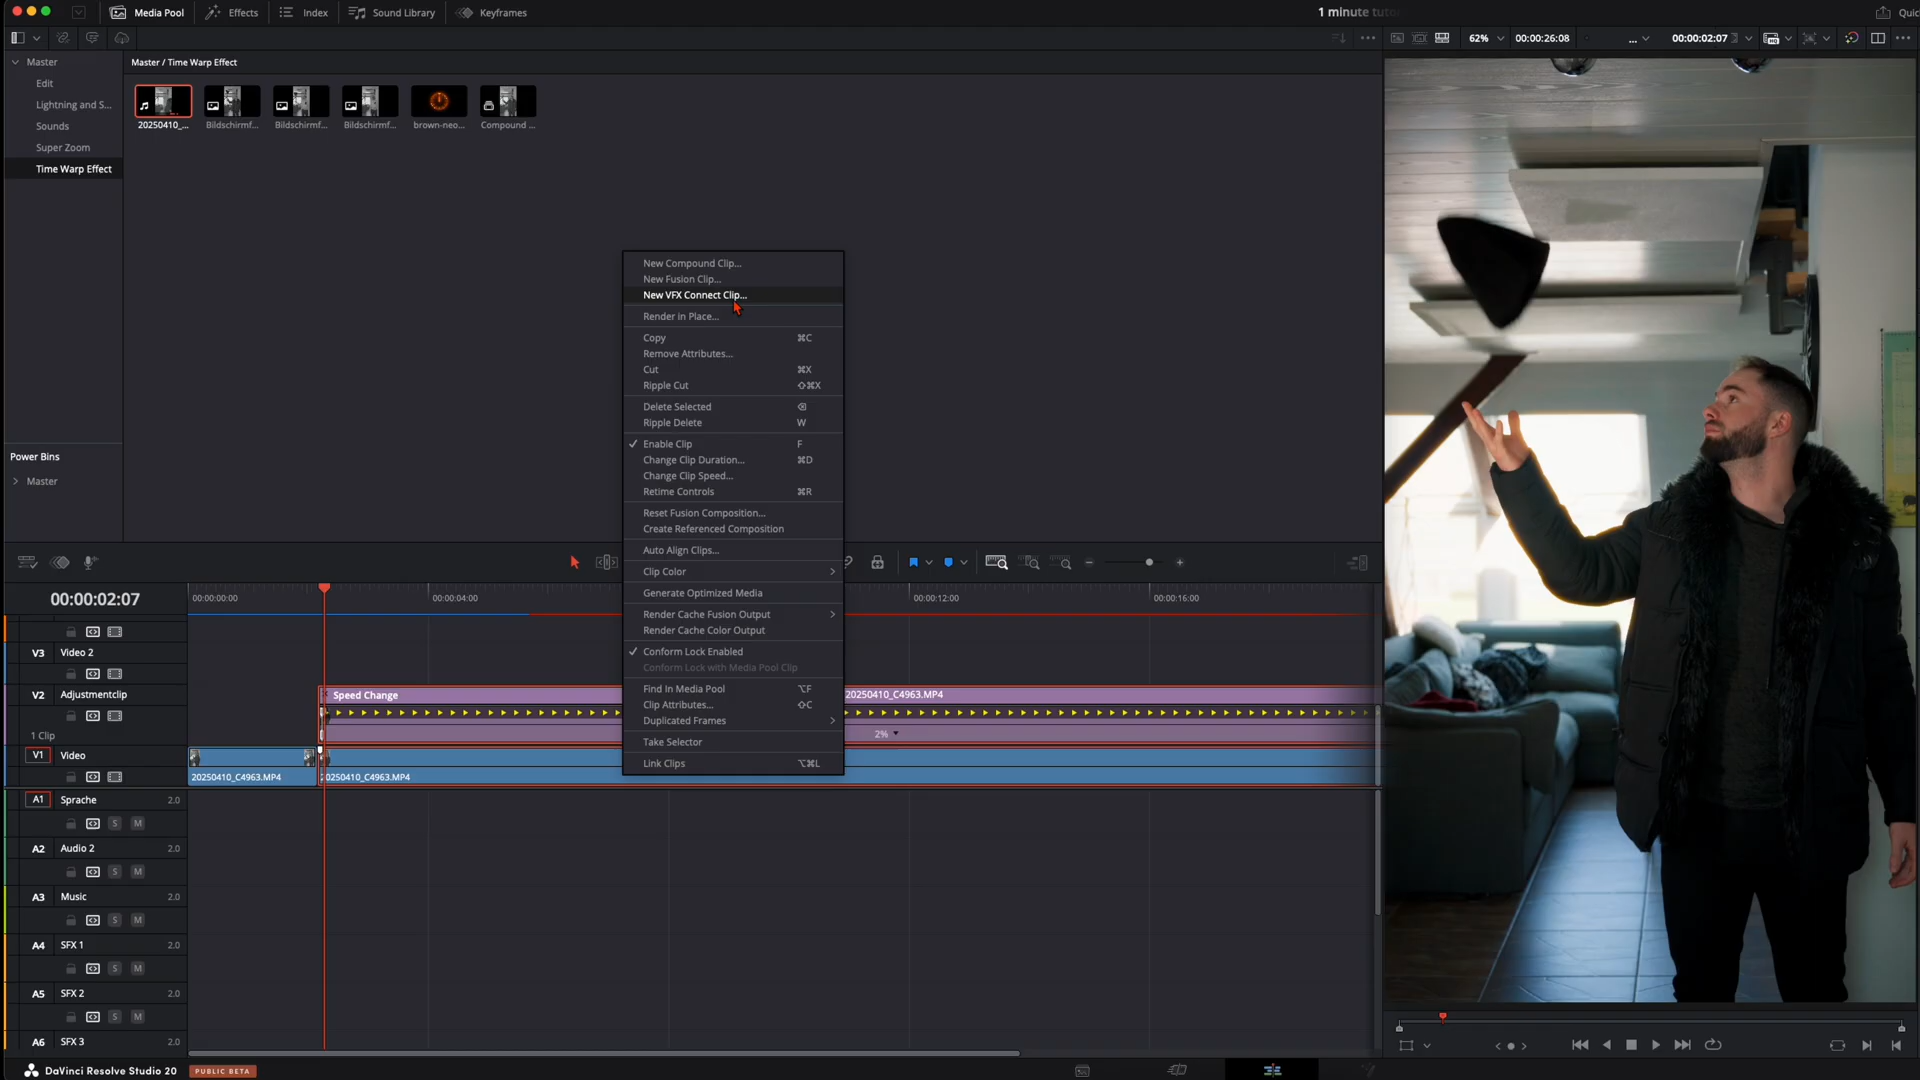 Media Pool
Effects
Index
Sound Library
Keyframes
1 minute tuto
Quic
62%
00:00:26:08
...
00:00:02:07
Master
Master / Time Warp Effect
Edit
Lightning and S...
Sounds
Super Zoom
Time Warp Effect
20250410_...
Bildschirmf...
Bildschirmf...
Bildschirmf...
brown-neo...
Compound ...
Power Bins
Master
New Compound Clip...
New Fusion Clip...
New VFX Connect Clip...
Render in Place...
Copy ⌘C
Remove Attributes...
Cut ⌘X
Ripple Cut ⇧⌘X
Delete Selected ⌫
Ripple Delete W
Enable Clip F
Change Clip Duration... ⌘D
Change Clip Speed...
Retime Controls ⌘R
Reset Fusion Composition...
Create Referenced Composition
Auto Align Clips...
Clip Color
Generate Optimized Media
Render Cache Fusion Output
Render Cache Color Output
Conform Lock Enabled
Conform Lock with Media Pool Clip
Find In Media Pool ⌥F
Clip Attributes... ⇧C
Duplicated Frames
Take Selector
Link Clips ⌥⌘L
00:00:02:07
00:00:00:00
00:00:04:00
00:00:12:00
00:00:16:00
V3 Video 2
V2 Adjustmentclip
1 Clip
Speed Change
20250410_C4963.MP4
2%
V1 Video
20250410_C4963.MP4
20250410_C4963.MP4
A1 Sprache 2.0
S M
A2 Audio 2 2.0
S M
A3 Music 2.0
S M
A4 SFX 1 2.0
S M
A5 SFX 2 2.0
S M
A6 SFX 3 2.0
DaVinci Resolve Studio 20
PUBLIC BETA